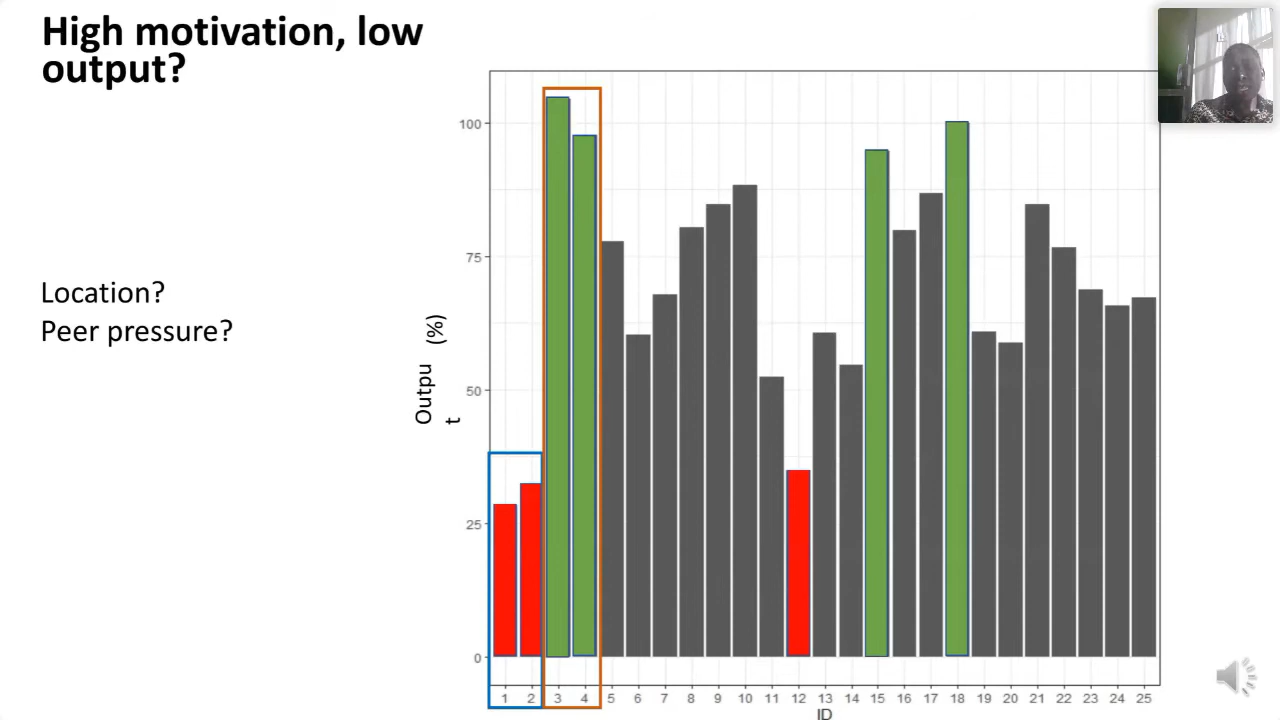 High motivation, low
output?
Location?
Peer pressure?
Outpu (%)
t
100
75
50
25
0
1 2 3 4 5 6 7 8 9 10 11 12 13 14 15 16 17 18 19 20 21 22 23 24 25
ID